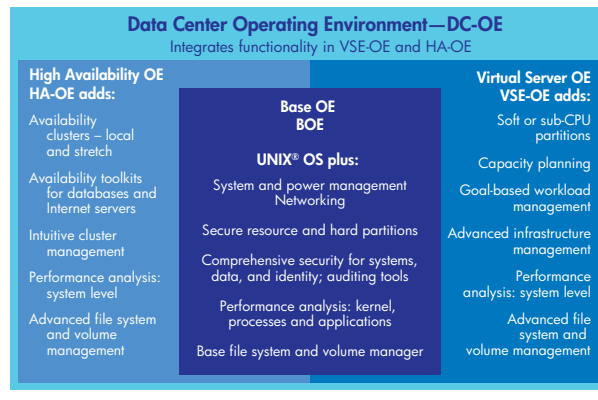 Data Center Operating Environment—DC-OE
Integrates functionality in VSE-OE and HA-OE
High Availability OE
HA-OE adds:
Availability
clusters – local
and stretch
Availability toolkits
for databases and
Internet servers
Intuitive cluster
management
Performance analysis:
system level
Advanced file system
and volume
management
Base OE
BOE
UNIX® OS plus:
System and power management
Networking
Secure resource and hard partitions
Comprehensive security for systems,
data, and identity; auditing tools
Performance analysis: kernel,
processes and applications
Base file system and volume manager
Virtual Server OE
VSE-OE adds:
Soft or sub-CPU
partitions
Capacity planning
Goal-based workload
management
Advanced infrastructure
management
Performance
analysis: system level
Advanced file
system and
volume management